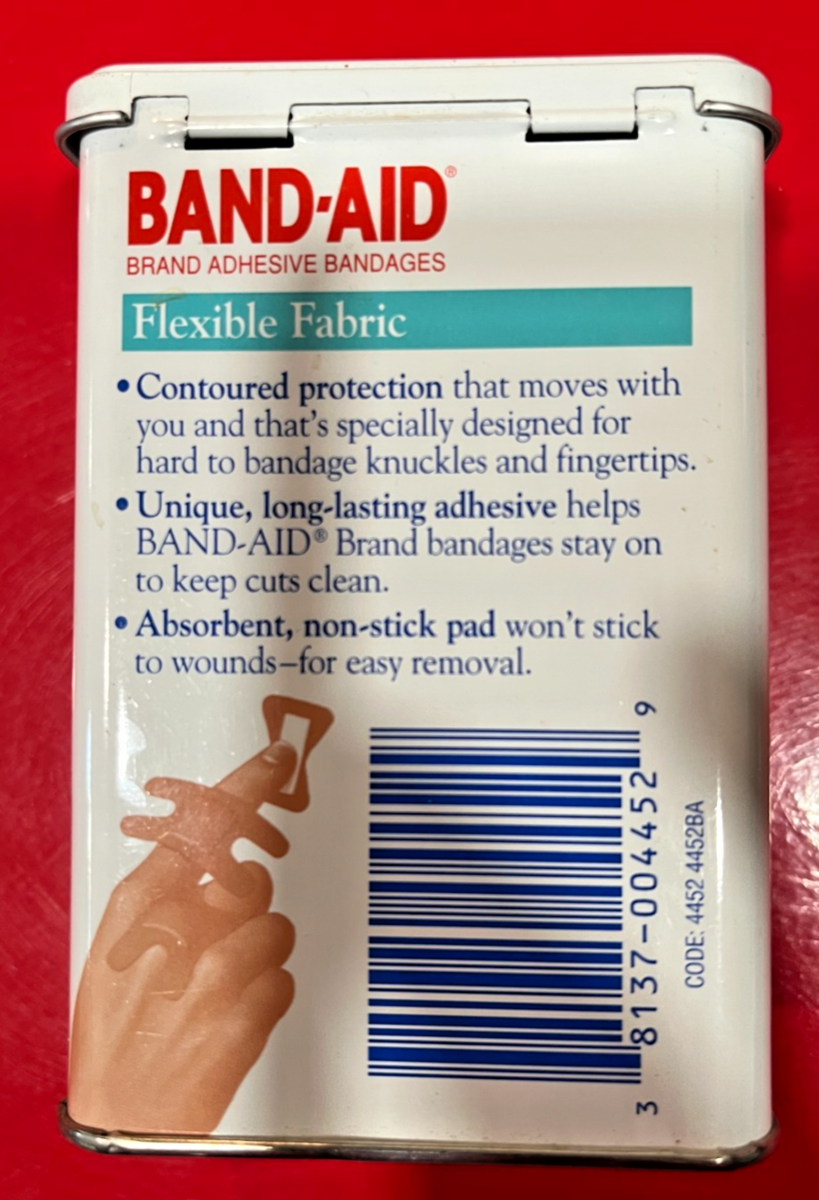 BAND-AID®
BRAND ADHESIVE BANDAGES
Flexible Fabric
• Contoured protection that moves with
you and that's specially designed for
hard to bandage knuckles and fingertips.
• Unique, long-lasting adhesive helps
BAND-AID® Brand bandages stay on
to keep cuts clean.
• Absorbent, non-stick pad won't stick
to wounds–for easy removal.
3 8137-004452 9
CODE: 4452 4452BA